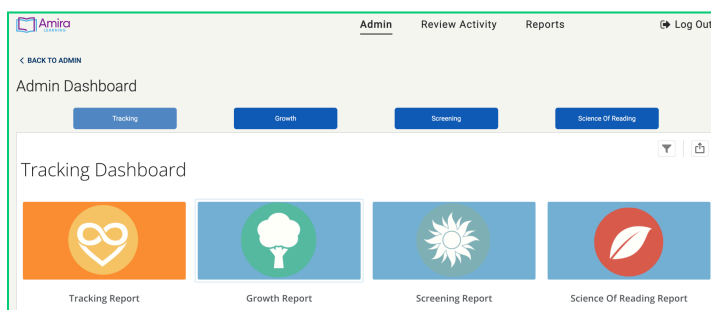 Amira
LEARNING
Admin Review Activity Reports Log Out
< BACK TO ADMIN
Admin Dashboard
Tracking Growth Screening Science Of Reading
Tracking Dashboard
Tracking Report Growth Report Screening Report Science Of Reading Report